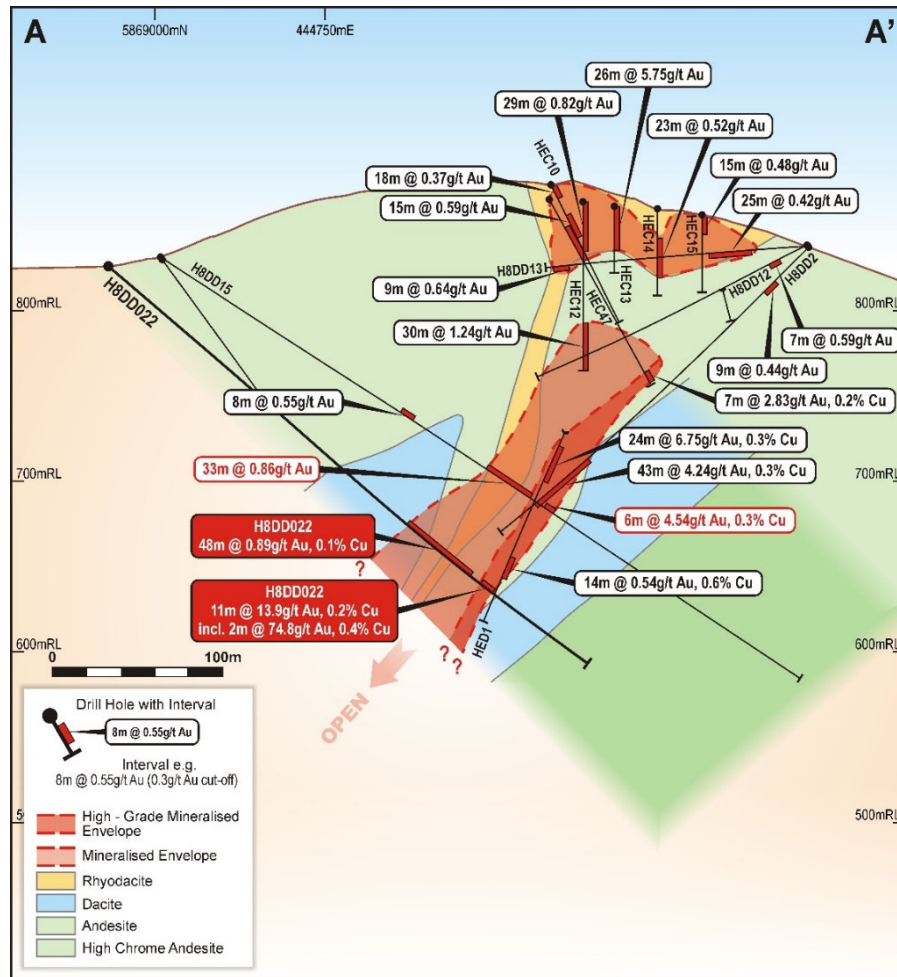 A
A'
5869000mN
444750mE
26m @ 5.75g/t Au
29m @ 0.82g/t Au
23m @ 0.52g/t Au
HEC10
18m @ 0.37g/t Au
15m @ 0.48g/t Au
15m @ 0.59g/t Au
25m @ 0.42g/t Au
HEC14
HEC15
H8DD13
HEC13
H8DD15
H8DD022
H8DD12
H8DD2
9m @ 0.64g/t Au
HEC12
HEC47
800mRL
800mRL
30m @ 1.24g/t Au
7m @ 0.59g/t Au
9m @ 0.44g/t Au
8m @ 0.55g/t Au
7m @ 2.83g/t Au, 0.2% Cu
24m @ 6.75g/t Au, 0.3% Cu
33m @ 0.86g/t Au
43m @ 4.24g/t Au, 0.3% Cu
700mRL
700mRL
H8DD022
48m @ 0.89g/t Au, 0.1% Cu
6m @ 4.54g/t Au, 0.3% Cu
?
14m @ 0.54g/t Au, 0.6% Cu
H8DD022
11m @ 13.9g/t Au, 0.2% Cu
incl. 2m @ 74.8g/t Au, 0.4% Cu
HED1
600mRL
600mRL
? ?
0 100m
OPEN
Drill Hole with Interval
8m @ 0.55g/t Au
Interval e.g.
8m @ 0.55g/t Au (0.3g/t Au cut-off)
High - Grade Mineralised
Envelope
Mineralised Envelope
Rhyodacite
Dacite
Andesite
High Chrome Andesite
50
500mRL